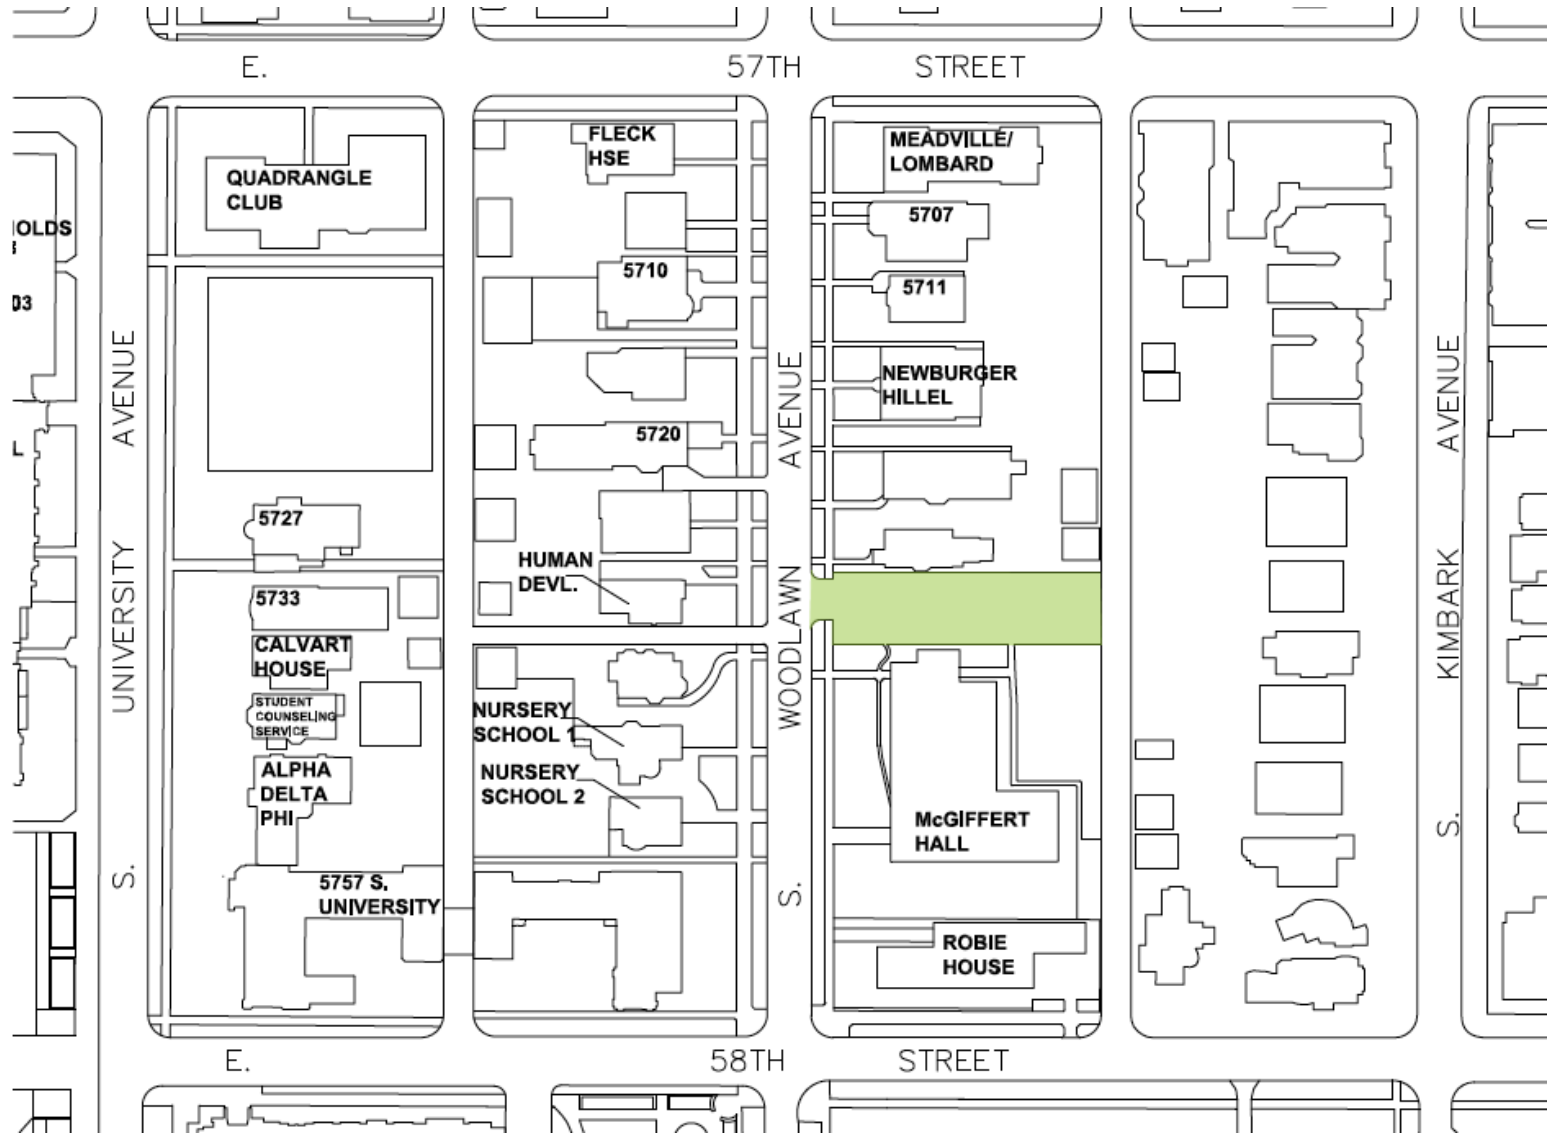 E. 57TH STREET
QUADRANGLE
CLUB
FLECK
HSE
MEADVILLE/
LOMBARD
OLDS
03
5707
5710
5711
S. UNIVERSITY AVENUE
S. WOODLAWN AVENUE
S. KIMBARK AVENUE
NEWBURGER
HILLEL
L
5720
5727
HUMAN
DEVL.
5733
CALVART
HOUSE
STUDENT
COUNSELING
SERVICE
NURSERY
SCHOOL 1
NURSERY
SCHOOL 2
ALPHA
DELTA
PHI
McGIFFERT
HALL
5757 S.
UNIVERSITY
ROBIE
HOUSE
E. 58TH STREET